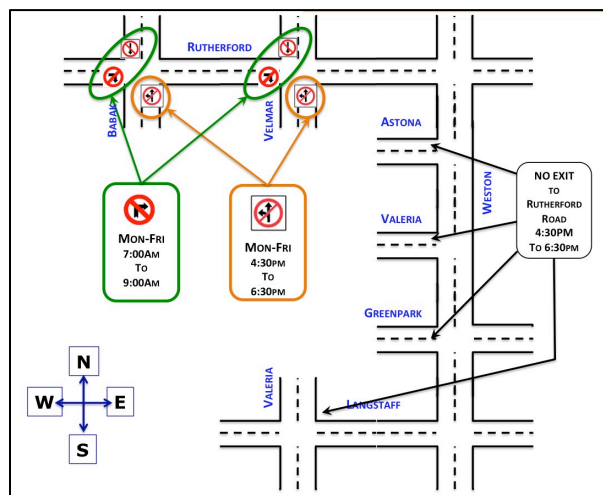 RUTHERFORD
BABAK
VELMAR
ASTONA
WESTON
VALERIA
GREENPARK
VALERIA
LANGSTAFF
MON-FRI
7:00AM
TO
9:00AM
MON-FRI
4:30PM
TO
6:30PM
NO EXIT
TO
RUTHERFORD
ROAD
4:30PM
TO 6:30PM
N
W
E
S